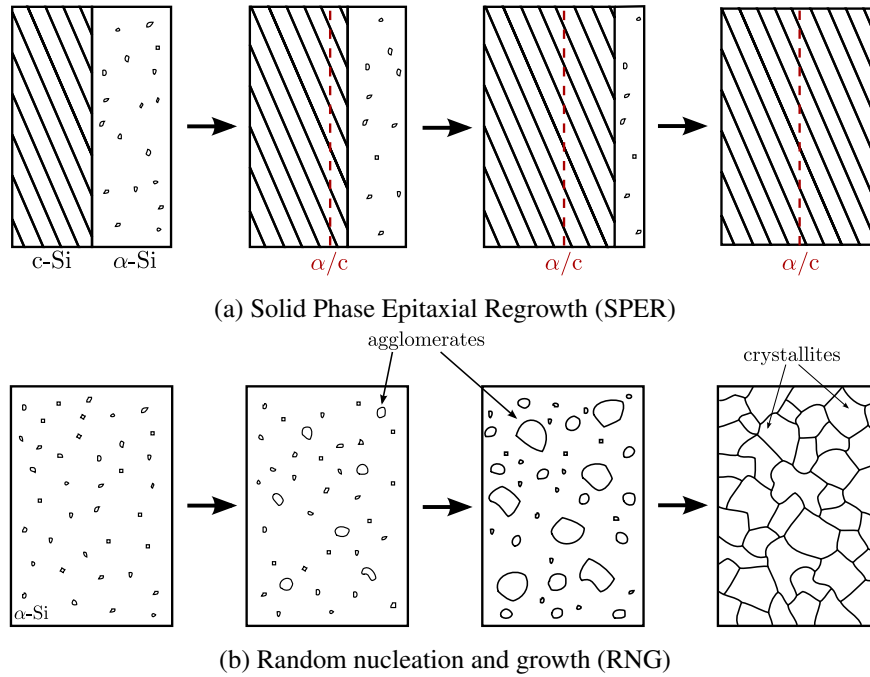 c-Si α-Si α/c α/c α/c
(a) Solid Phase Epitaxial Regrowth (SPER)
agglomerates
crystallites
α-Si
(b) Random nucleation and growth (RNG)